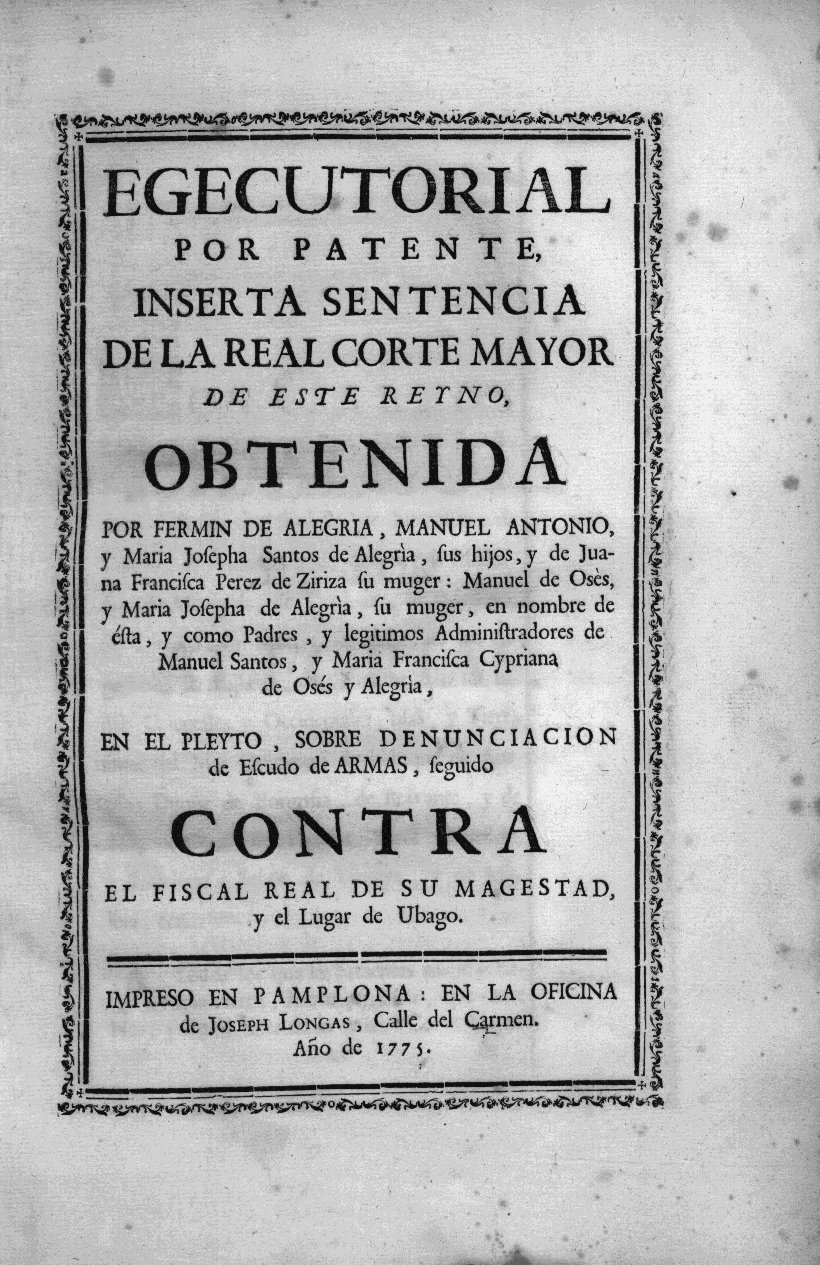 EGECUTORIAL
POR PATENTE,
INSERTA SENTENCIA
DE LA REAL CORTE MAYOR
DE ESTE REYNO,
OBTENIDA
POR FERMIN DE ALEGRIA, MANUEL ANTONIO,
y Maria Joſepha Santos de Alegrìa, ſus hijos, y de Jua-
na Franciſca Perez de Ziriza ſu muger: Manuel de Osès,
y Maria Joſepha de Alegrìa, ſu muger, en nombre de
éſta, y como Padres, y legitimos Adminiſtradores de
Manuel Santos, y Maria Franciſca Cypriana
de Osés y Alegrìa,
EN EL PLEYTO, SOBRE DENUNCIACION
de Eſcudo de ARMAS, ſeguido
CONTRA
EL FISCAL REAL DE SU MAGESTAD,
y el Lugar de Ubago.
IMPRESO EN PAMPLONA: EN LA OFICINA
de JOSEPH LONGAS, Calle del Carmen.
Año de 1775.